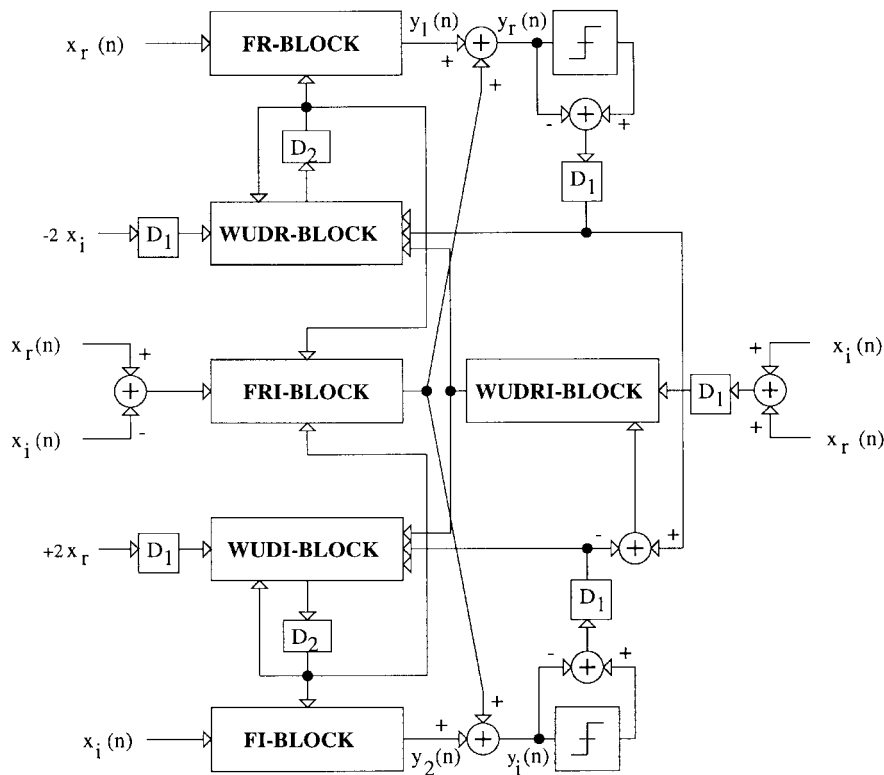 x_r (n)
FR-BLOCK
y_1(n)
y_r(n)
+
+
+
-
+
+
D_2
D_1
-2 x_i
D_1
WUDR-BLOCK
x_r(n)
+
+
x_i(n)
-
FRI-BLOCK
WUDRI-BLOCK
D_1
+
+
+
x_i(n)
x_r (n)
+2 x_r
D_1
WUDI-BLOCK
-
+
+
D_1
D_2
-
+
+
x_i(n)
FI-BLOCK
+
y_2(n)
+
+
y_i(n)